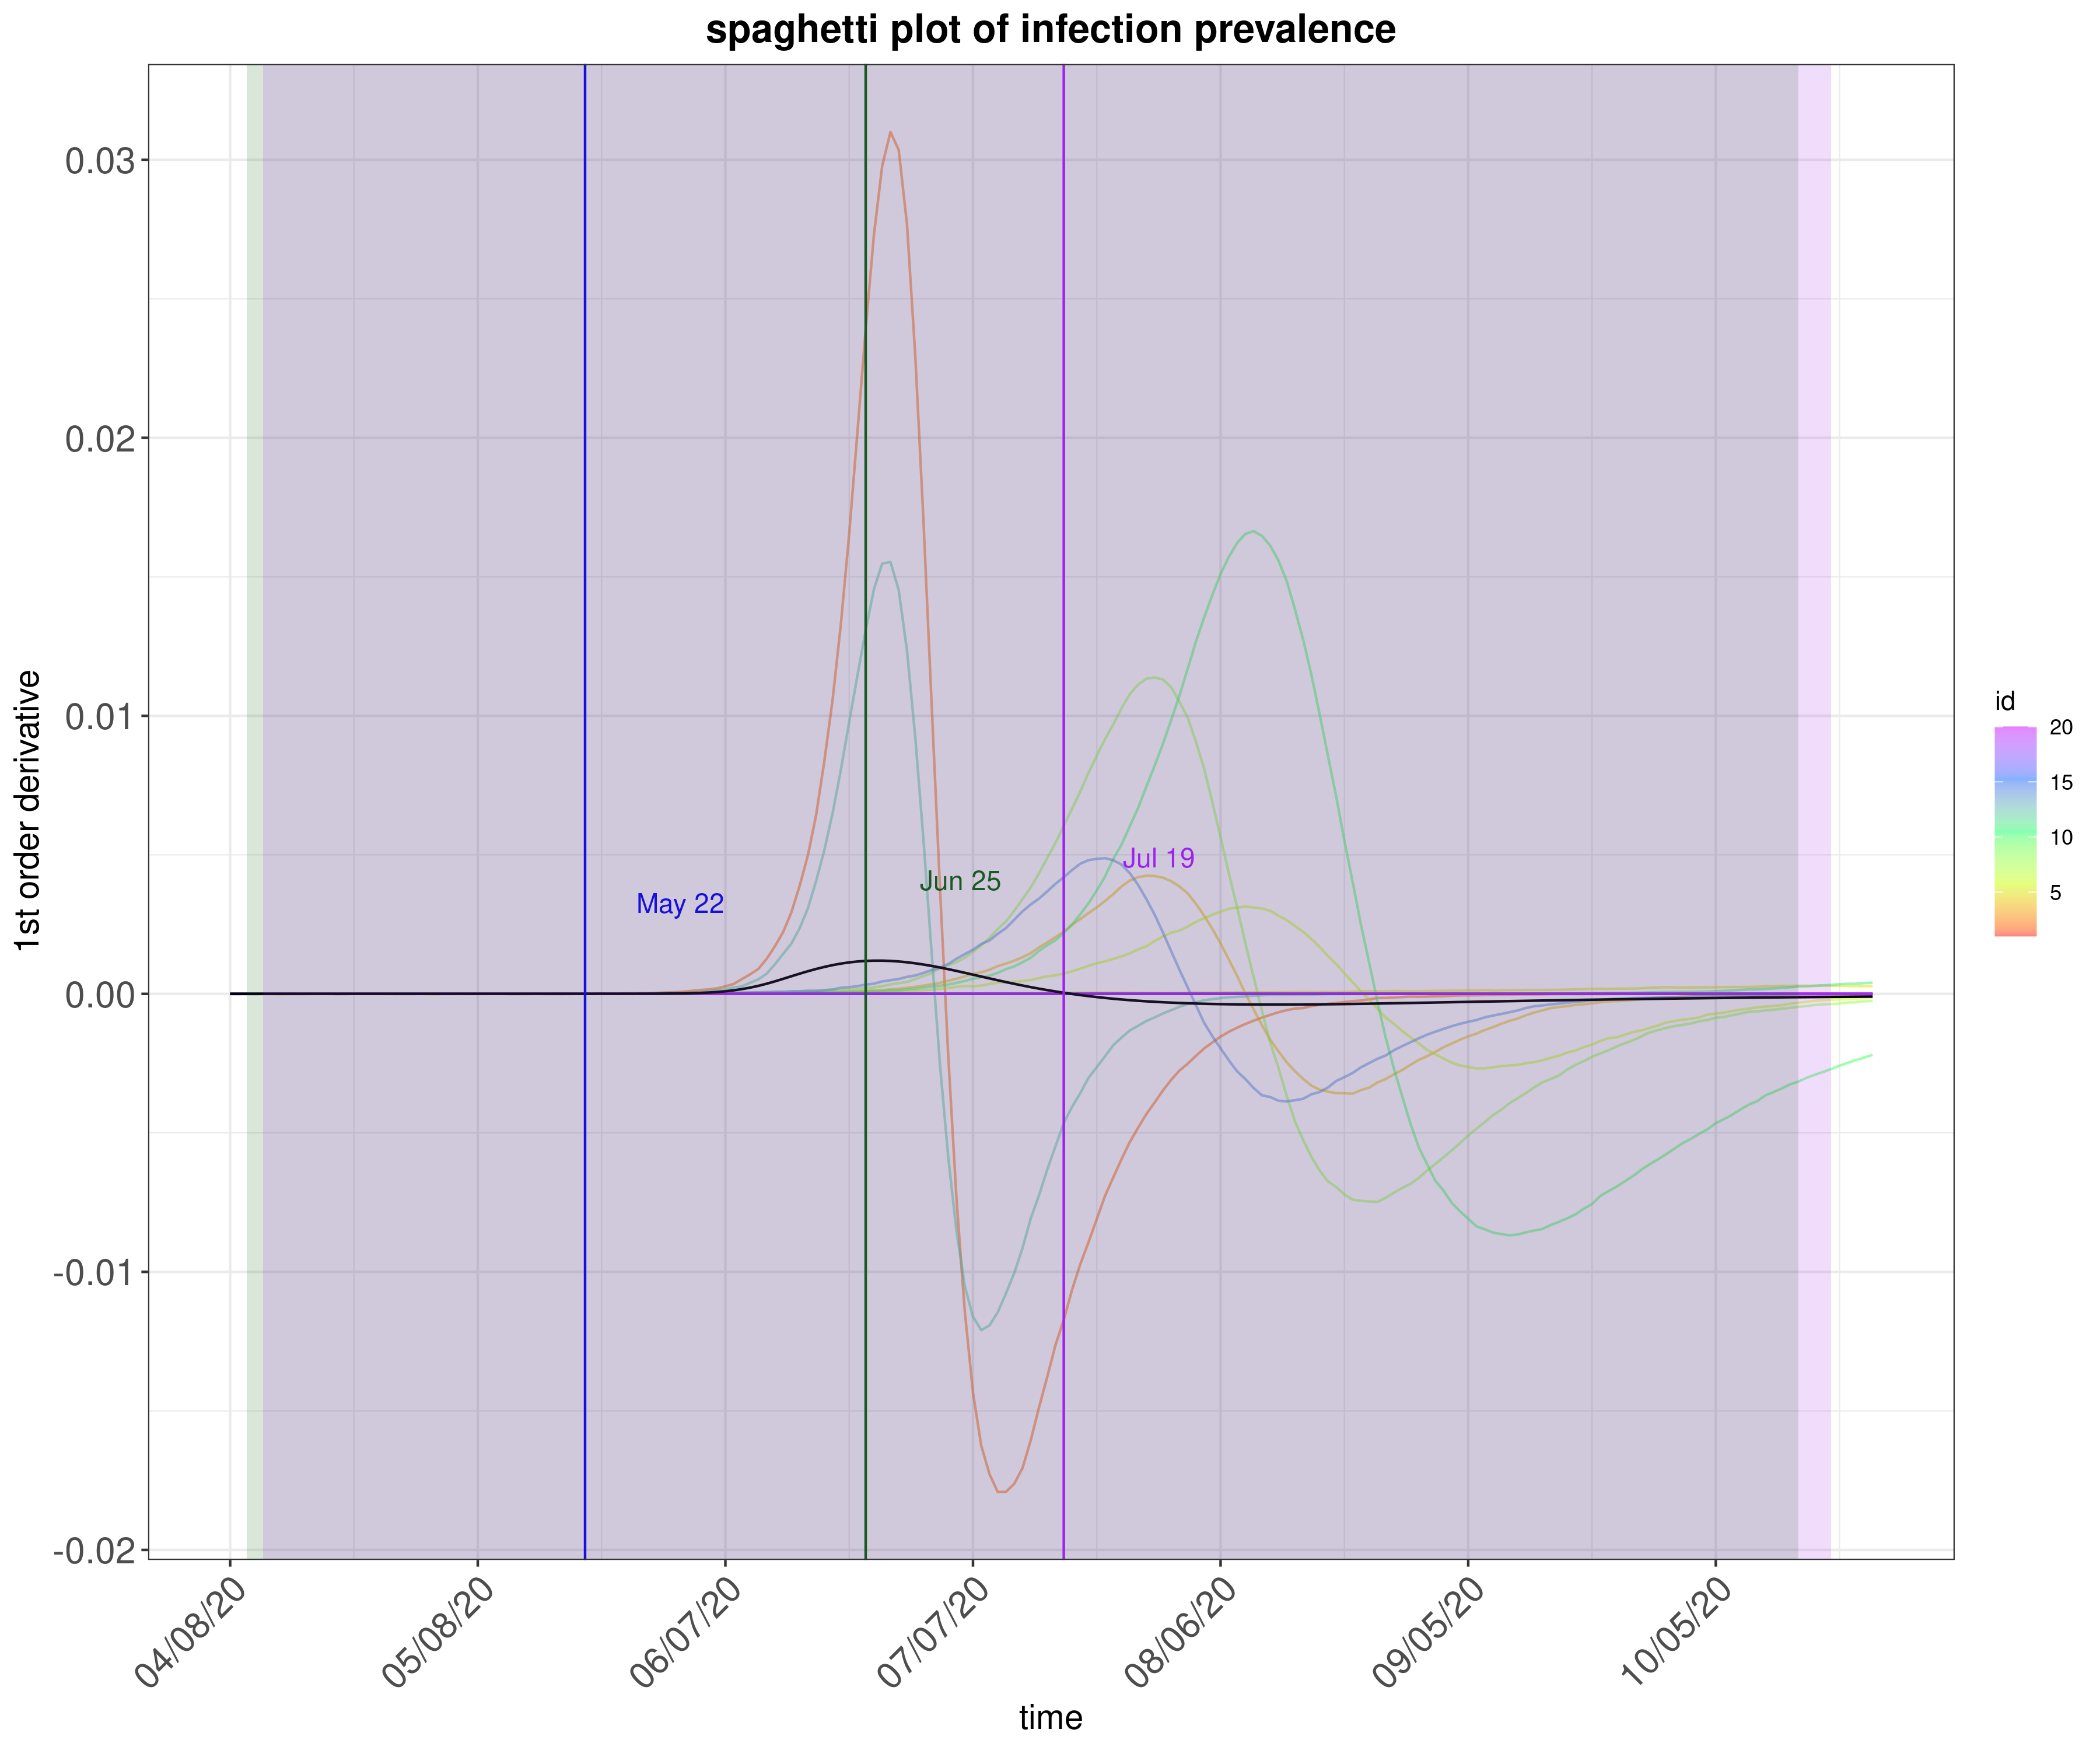 spaghetti plot of infection prevalence
1st order derivative
0.03
0.02
0.01
0.00
-0.01
-0.02
May 22
Jun 25
Jul 19
04/08/20
05/08/20
06/07/20
07/07/20
08/06/20
09/05/20
10/05/20
time
id
20
15
10
5